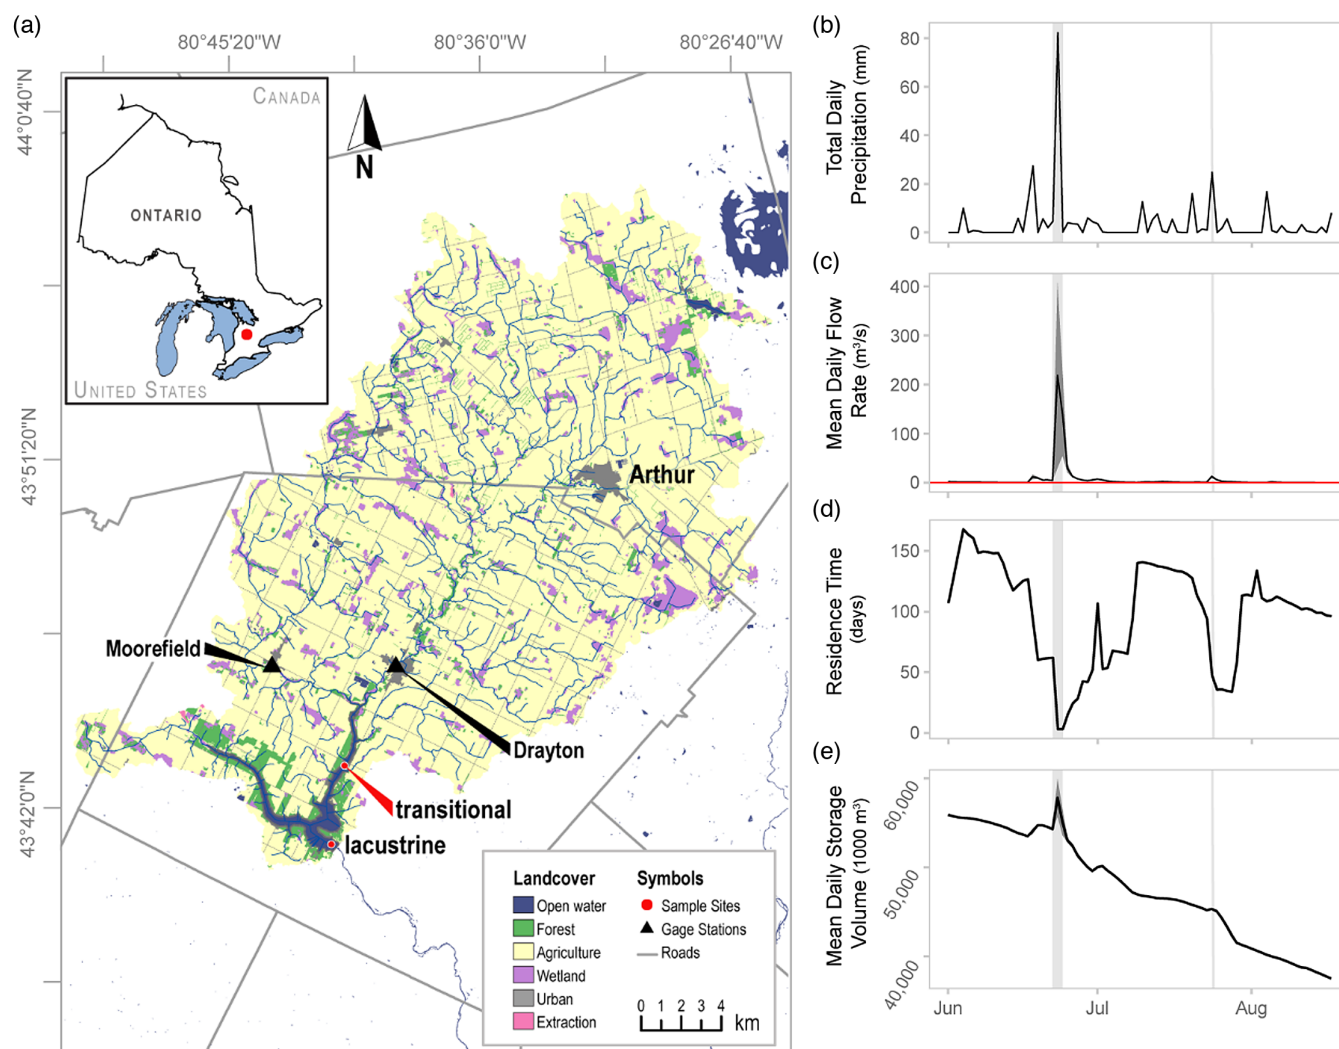 (a)
80°45'20"W
80°36'0"W
80°26'40"W
44°0'40"N
43°51'20"N
43°42'0"N
CANADA
ONTARIO
UNITED STATES
N
Arthur
Moorefield
Drayton
transitional
lacustrine
Landcover
Open water
Forest
Agriculture
Wetland
Urban
Extraction
Symbols
Sample Sites
Gage Stations
Roads
0 1 2 3 4
km
(b)
Total Daily
Precipitation (mm)
80
60
40
20
0
(c)
Mean Daily Flow
Rate (m³/s)
400
300
200
100
0
(d)
Residence Time
(days)
150
100
50
0
(e)
Mean Daily Storage
Volume (1000 m³)
60,000
50,000
40,000
Jun
Jul
Aug